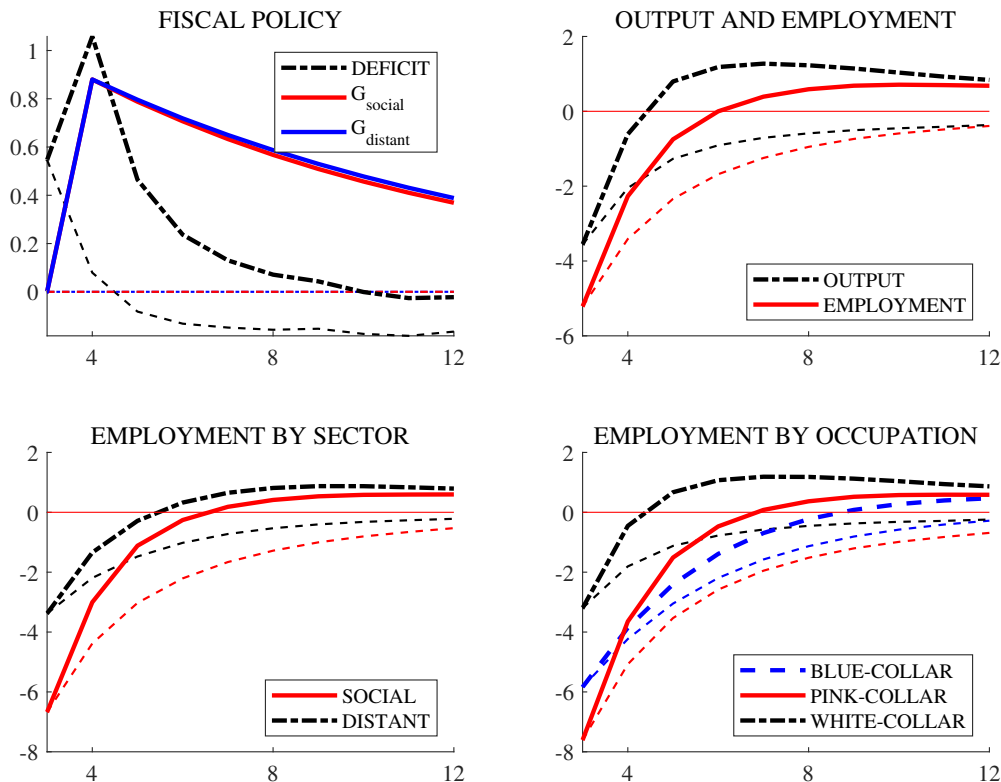 FISCAL POLICY
DEFICIT
G_social
G_distant
1
0.8
0.6
0.4
0.2
0
4
8
12
OUTPUT AND EMPLOYMENT
OUTPUT
EMPLOYMENT
2
0
-2
-4
-6
4
8
12
EMPLOYMENT BY SECTOR
SOCIAL
DISTANT
2
0
-2
-4
-6
-8
4
8
12
EMPLOYMENT BY OCCUPATION
BLUE-COLLAR
PINK-COLLAR
WHITE-COLLAR
2
0
-2
-4
-6
-8
4
8
12